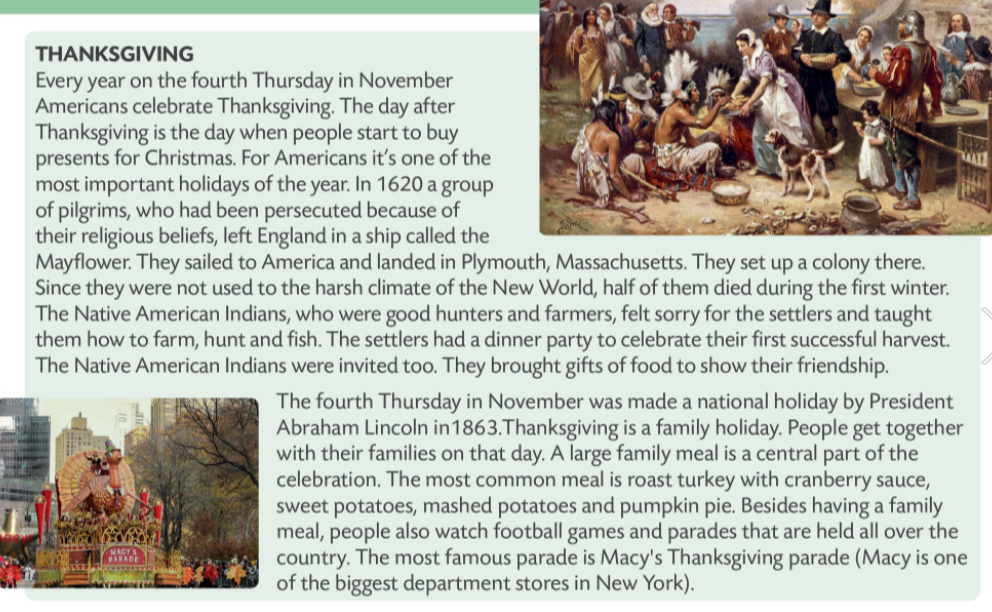 THANKSGIVING
Every year on the fourth Thursday in November
Americans celebrate Thanksgiving. The day after
Thanksgiving is the day when people start to buy
presents for Christmas. For Americans it's one of the
most important holidays of the year. In 1620 a group
of pilgrims, who had been persecuted because of
their religious beliefs, left England in a ship called the
Mayflower. They sailed to America and landed in Plymouth, Massachusetts. They set up a colony there.
Since they were not used to the harsh climate of the New World, half of them died during the first winter.
The Native American Indians, who were good hunters and farmers, felt sorry for the settlers and taught
them how to farm, hunt and fish. The settlers had a dinner party to celebrate their first successful harvest.
The Native American Indians were invited too. They brought gifts of food to show their friendship.
The fourth Thursday in November was made a national holiday by President
Abraham Lincoln in1863.Thanksgiving is a family holiday. People get together
with their families on that day. A large family meal is a central part of the
celebration. The most common meal is roast turkey with cranberry sauce,
sweet potatoes, mashed potatoes and pumpkin pie. Besides having a family
meal, people also watch football games and parades that are held all over the
country. The most famous parade is Macy's Thanksgiving parade (Macy is one
of the biggest department stores in New York).
MACY'S
PARADE